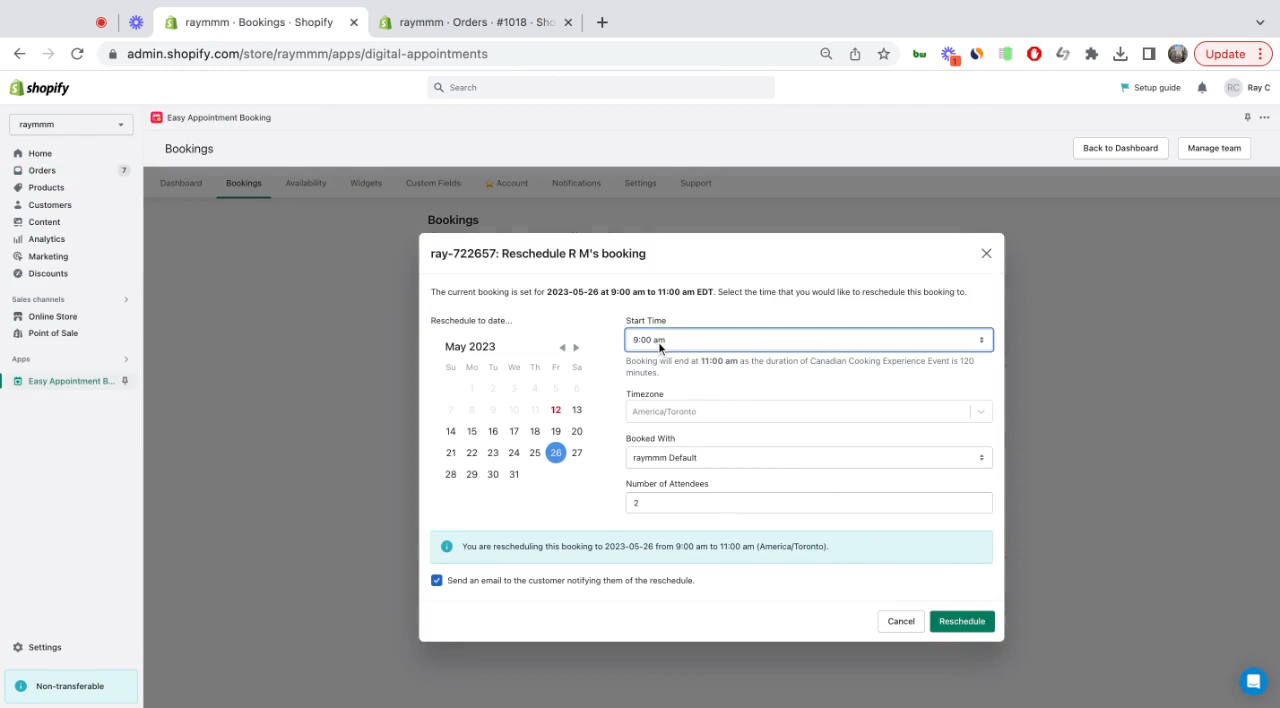 raymmm · Bookings · Shopify
raymmm · Orders · #1018 · Sho
admin.shopify.com/store/raymmm/apps/digital-appointments
bw
1
Update
shopify
Search
Setup guide
RC
Ray C
raymmm
Easy Appointment Booking
Home
Bookings
Back to Dashboard
Manage team
Orders
7
Products
Dashboard
Bookings
Availability
Widgets
Custom Fields
Account
Notifications
Settings
Support
Customers
Content
Bookings
Analytics
Marketing
Discounts
Sales channels
Online Store
Point of Sale
Apps
Easy Appointment B...
Settings
Non-transferable
ray-722657: Reschedule R M's booking
The current booking is set for 2023-05-26 at 9:00 am to 11:00 am EDT. Select the time that you would like to reschedule this booking to.
Reschedule to date...
May 2023
Su Mo Tu We Th Fr Sa
1 2 3 4 5 6
7 8 9 10 11 12 13
14 15 16 17 18 19 20
21 22 23 24 25 26 27
28 29 30 31
Start Time
9:00 am
Booking will end at 11:00 am as the duration of Canadian Cooking Experience Event is 120
minutes.
Timezone
America/Toronto
Booked With
raymmm Default
Number of Attendees
2
You are rescheduling this booking to 2023-05-26 from 9:00 am to 11:00 am (America/Toronto).
Send an email to the customer notifying them of the reschedule.
Cancel
Reschedule